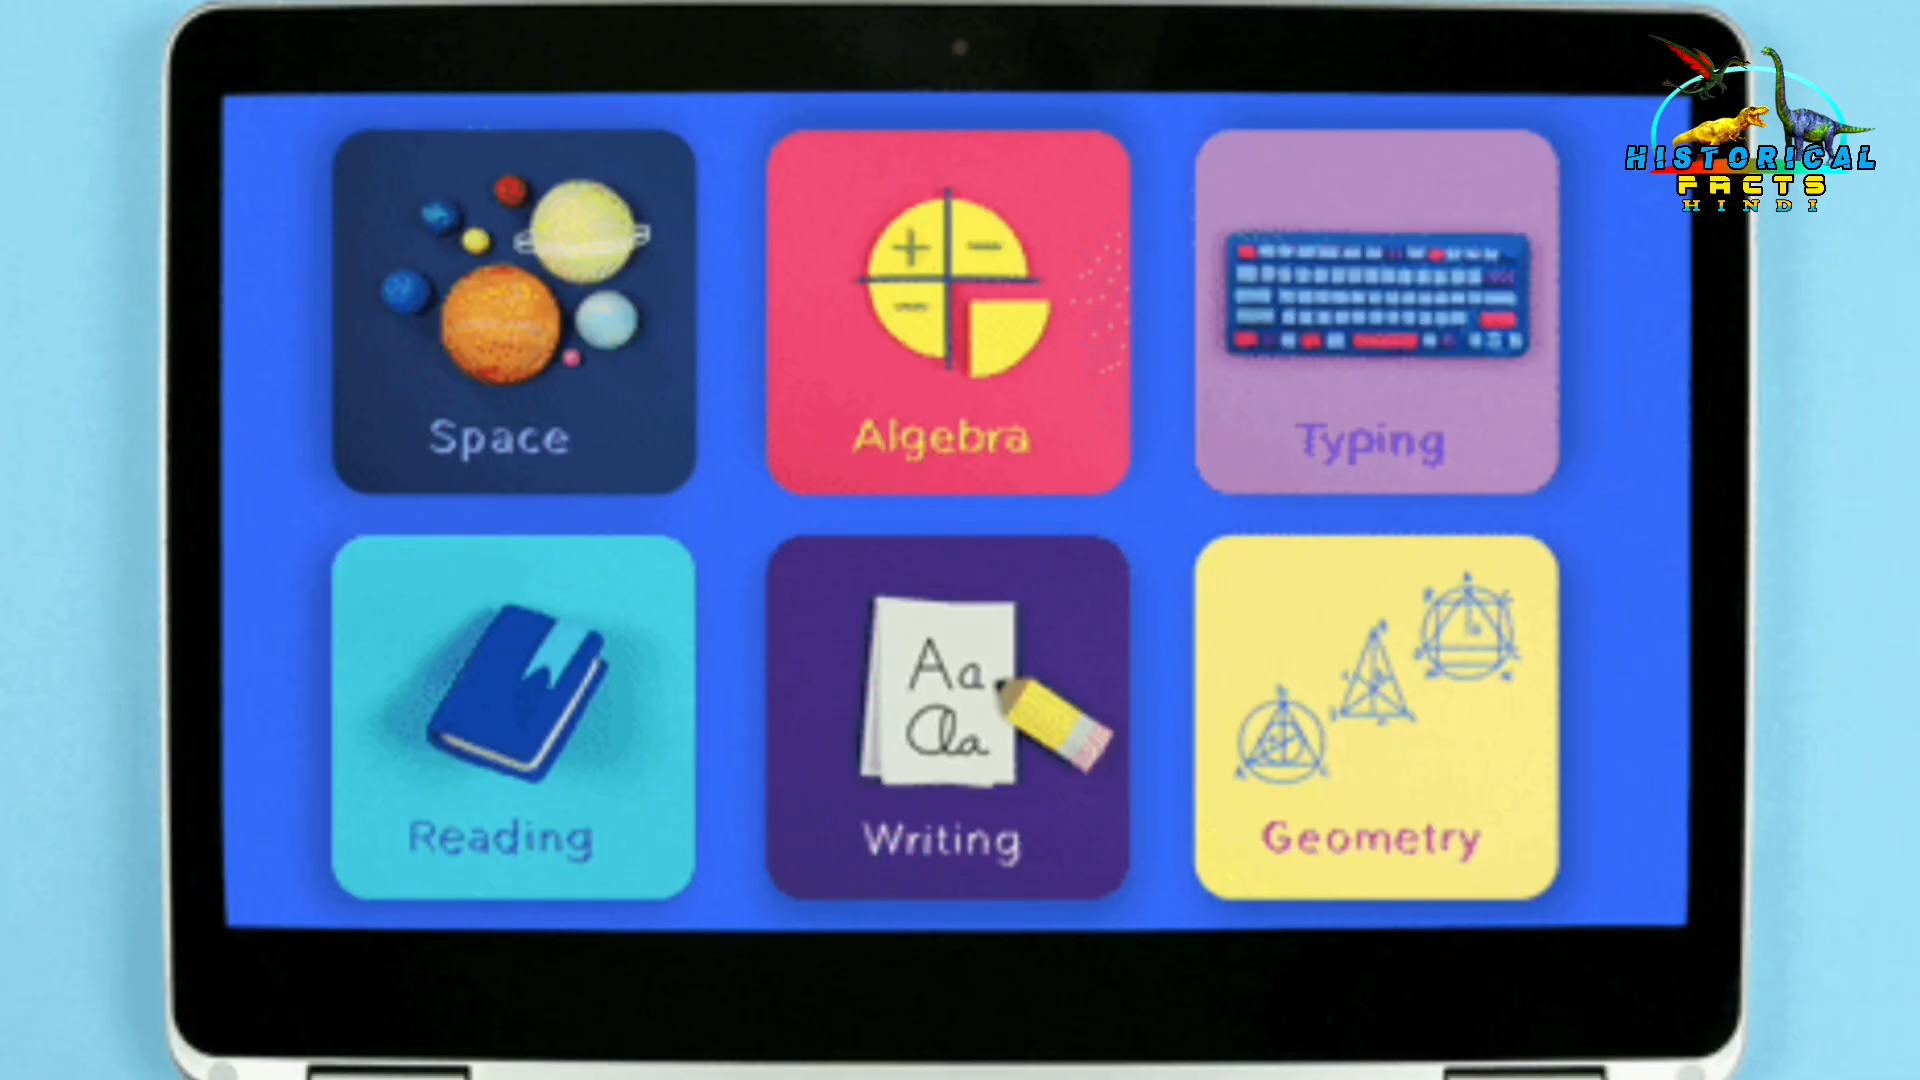 HISTORICAL
FACTS
HINDI
Space
Algebra
Typing
Aa
Aa
Reading
Writing
Geometry